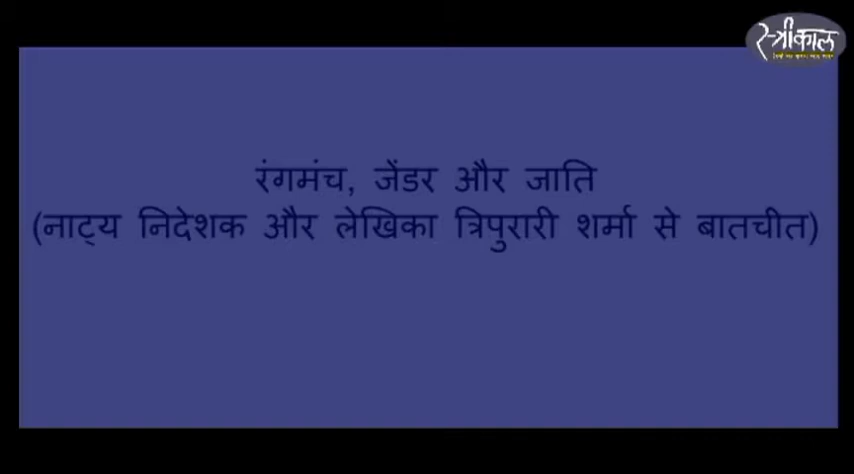 स्त्रीकाल
रंगमंच, जेंडर और जाति
(नाट्य निदेशक और लेखिका त्रिपुरारी शर्मा से बातचीत)